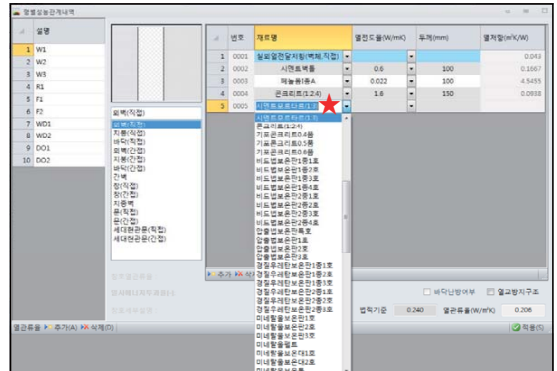 열별성능관계내역
설명
1 W1
2 W2
3 W3
4 R1
5 F1
6 F2
7 WD1
8 WD2
9 DO1
10 DO2
외벽(직접)
외벽(직접)
지붕(직접)
바닥(직접)
외벽(간접)
지붕(간접)
바닥(간접)
간벽
창(직접)
창(간접)
지중벽
문(직접)
문(간접)
세대현관문(직접)
세대현관문(간접)
번호 재료명 열전도율(W/mK) 두께(mm) 열저항(㎡K/W)
1 0001 실외열전달저항(벽체,직접) 0.043
2 0002 시멘트벽돌 100 0.1667
3 0003 페놀폼1종A 0.022 100 4.5455
4 0004 콘크리트(1:2:4) 1.6 150 0.0938
5 0005 시멘트모르타르(1:3)
시멘트모르타르(1:3)
콘크리트(1:2:4)
기포콘크리트0.4품
기포콘크리트0.5품
기포콘크리트0.6품
비드법보온판1종1호
비드법보온판1종2호
비드법보온판1종3호
비드법보온판1종4호
비드법보온판2종1호
비드법보온판2종2호
비드법보온판2종3호
비드법보온판2종4호
압출법보온판특호
압출법보온판1호
압출법보온판2호
압출법보온판3호
경질우레탄보온판1종1호
경질우레탄보온판1종2호
경질우레탄보온판1종3호
경질우레탄보온판2종1호
경질우레탄보온판2종2호
경질우레탄보온판2종3호
미네랄울보온판1호
미네랄울보온판2호
미네랄울보온판3호
미네랄울펠트
미네랄울보온대1호
미네랄울보온대2호
추가
바닥난방여부 열교방지구조
법적기준 0.240 열관류율(W/㎡K) 0.206
열관류율 추가(A) 삭제(D) 적용(S)